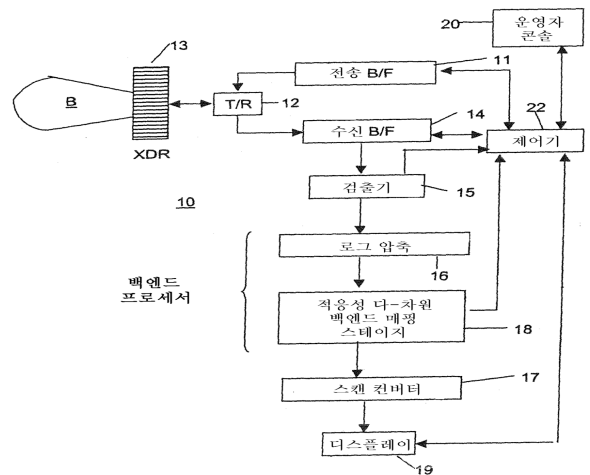 20
운영자
콘솔
13
전송 B/F
11
B
T/R
12
수신 B/F
14
22
제어기
XDR
검출기
15
10
로그 압축
16
백엔드
프로세서
적응성 다-차원
백엔드 매핑
스테이지
18
스캔 컨버터
17
디스플레이
19